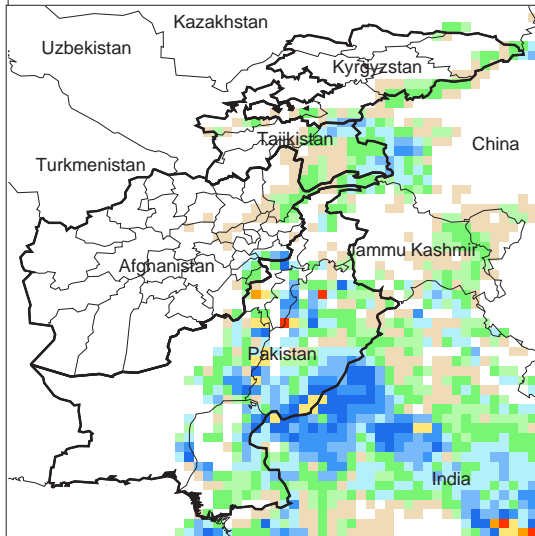 Kazakhstan
Uzbekistan
Kyrgyzstan
Tajikistan
China
Turkmenistan
Jammu Kashmir
Afghanistan
Pakistan
India